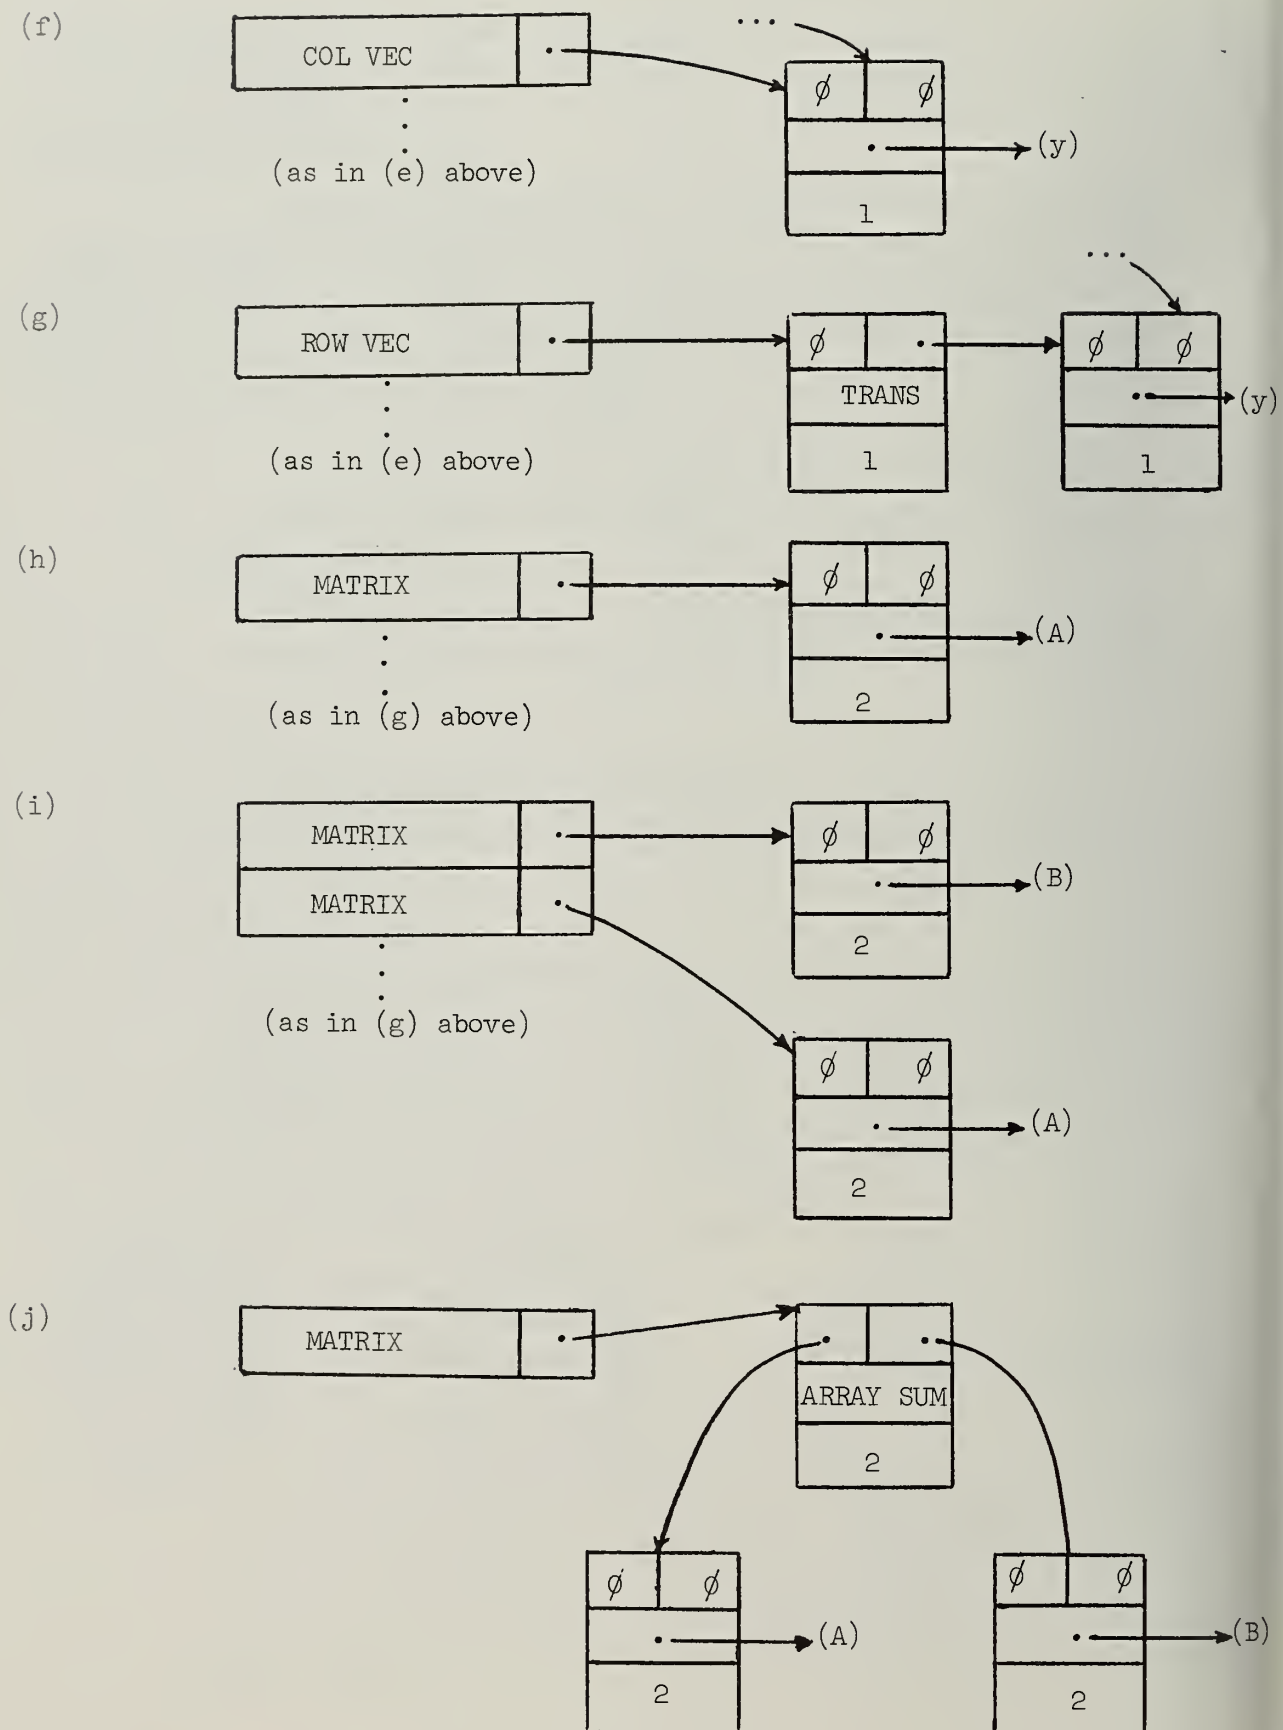 (f)
COL VEC
...
ϕ ϕ
(y)
1
(as in (e) above)
(g)
ROW VEC
...
ϕ ϕ ϕ
TRANS
(y)
1 1
(as in (e) above)
(h)
MATRIX
ϕ ϕ
(A)
2
(as in (g) above)
(i)
MATRIX
ϕ ϕ
(B)
MATRIX
2
(as in (g) above)
ϕ ϕ
(A)
2
(j)
MATRIX
ARRAY SUM
2
ϕ ϕ ϕ ϕ
(A) (B)
2 2